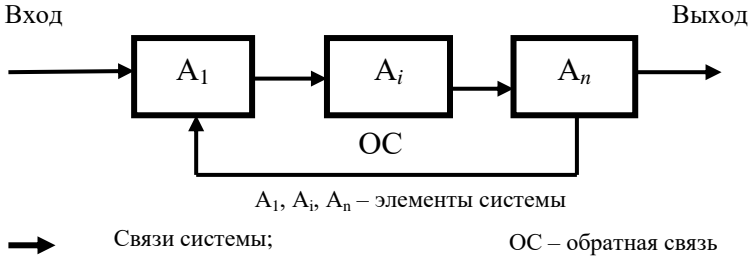 Вход Выход
A₁ Aᵢ Aₙ
ОС
A₁, Aᵢ, Aₙ – элементы системы
Связи системы; ОС – обратная связь